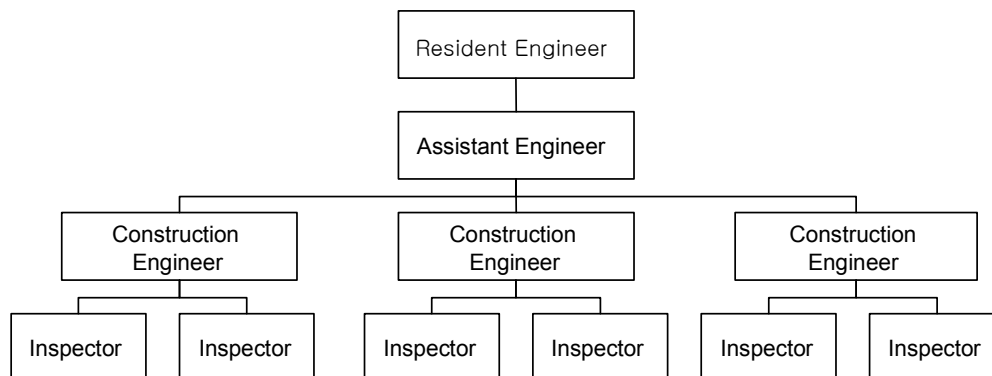 Resident Engineer
Assistant Engineer
Construction
Engineer
Construction
Engineer
Construction
Engineer
Inspector
Inspector
Inspector
Inspector
Inspector
Inspector